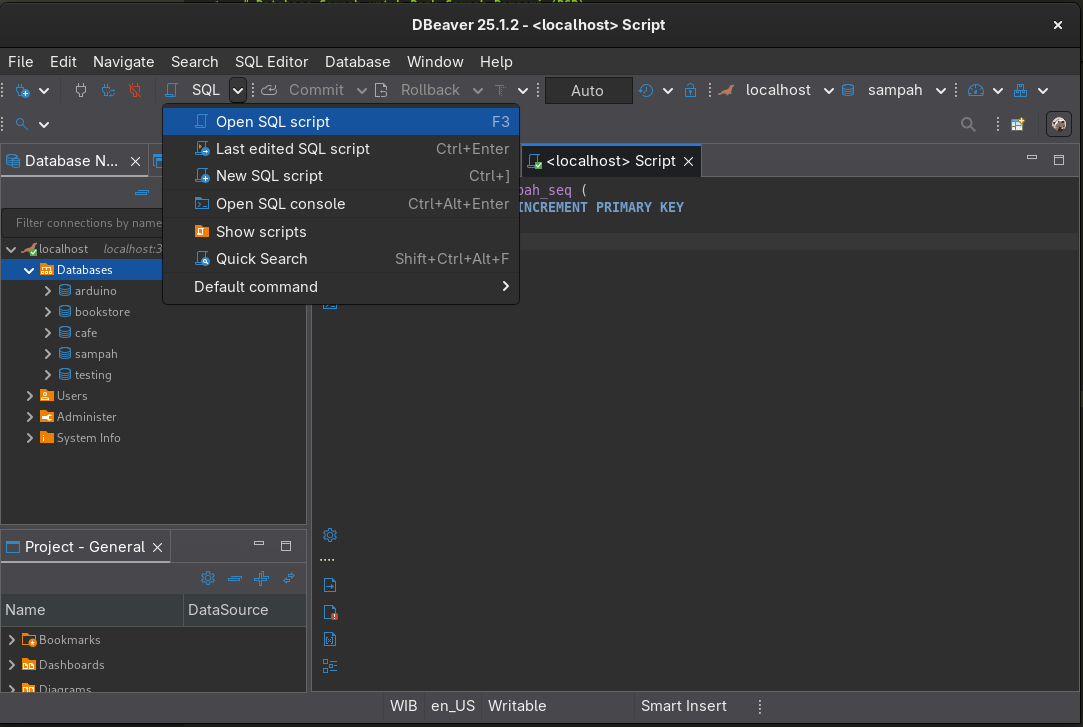 DBeaver 25.1.2 - <localhost> Script
File Edit Navigate Search SQL Editor Database Window Help
SQL Commit Rollback T Auto localhost sampah
Open SQL script F3
Last edited SQL script Ctrl+Enter
New SQL script Ctrl+]
Open SQL console Ctrl+Alt+Enter
Show scripts
Quick Search Shift+Ctrl+Alt+F
Default command
Database N... <localhost> Script
pah_seq (
INCREMENT PRIMARY KEY
Filter connections by name
localhost localhost:3
Databases
arduino
bookstore
cafe
sampah
testing
Users
Administer
System Info
Project - General
Name DataSource
Bookmarks
Dashboards
Diagrams
WIB en_US Writable Smart Insert